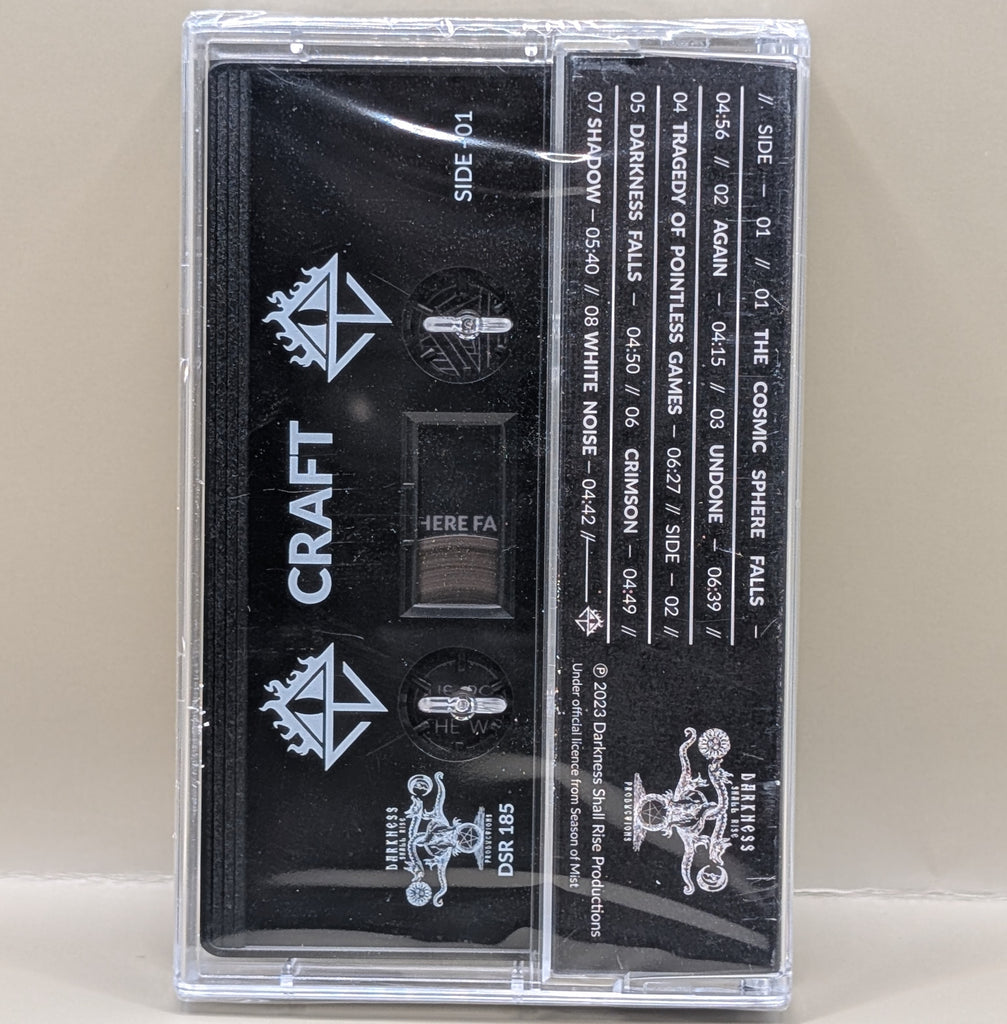 // SIDE – 01 // 01 THE COSMIC SPHERE FALLS –
04:56 // 02 AGAIN – 04:15 // 03 UNDONE – 06:39 //
04 TRAGEDY OF POINTLESS GAMES – 06:27 // SIDE – 02 //
05 DARKNESS FALLS – 04:50 // 06 CRIMSON – 04:49 //
07 SHADOW – 05:40 // 08 WHITE NOISE – 04:42 //
℗ 2023 Darkness Shall Rise Productions
Under official licence from Season of Mist
DARKNESS
SHALL RISE
PRODUCTIONS
SIDE - 01
CRAFT
HERE FA
HE W
DARKNESS
SHALL RISE
PRODUCTIONS
DSR 185